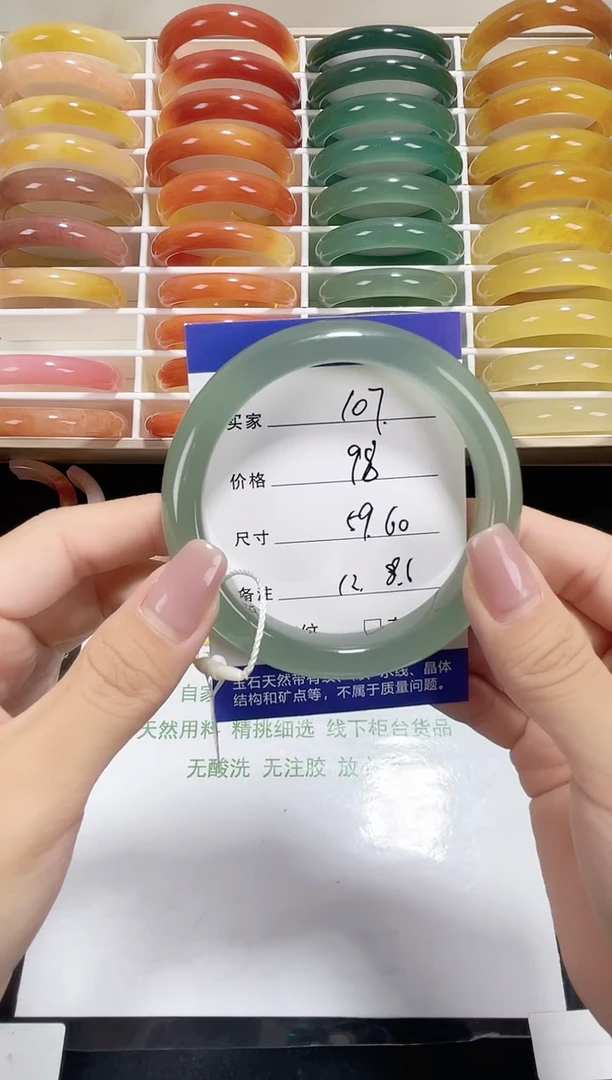 买家 107.
价格 98
尺寸 59.60
备注 12. 8.1
纹
玉石天然带有 水线、晶体
结构和矿点等，不属于质量问题。
自家
天然用料 精挑细选 线下柜台货品
无酸洗 无注胶 放